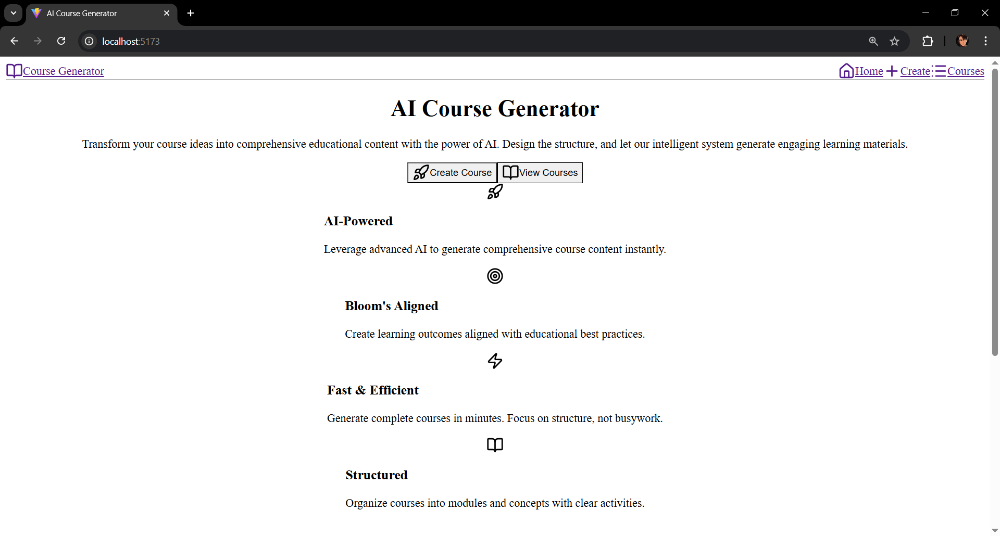 AI Course Generator
localhost:5173
Course Generator
Home Create Courses
AI Course Generator
Transform your course ideas into comprehensive educational content with the power of AI. Design the structure, and let our intelligent system generate engaging learning materials.
Create Course View Courses
AI-Powered
Leverage advanced AI to generate comprehensive course content instantly.
Bloom's Aligned
Create learning outcomes aligned with educational best practices.
Fast & Efficient
Generate complete courses in minutes. Focus on structure, not busywork.
Structured
Organize courses into modules and concepts with clear activities.